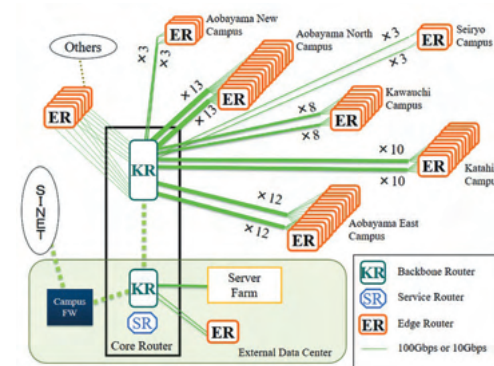 Aobayama New
Campus
ER
×3
×3
Aobayama North
Campus
ER
×13
×13
Seiryo
Campus
ER
×3
×3
Others
ER
Kawauchi
Campus
ER
×8
×8
KR
×10
×10
ER
Katahi
Camp
×12
×12
ER
Aobayama East
Campus
SINET
Campus
FW
KR
SR
Core Router
Server
Farm
ER
External Data Center
KR Backbone Router
SR Service Router
ER Edge Router
100Gbps or 10Gbps